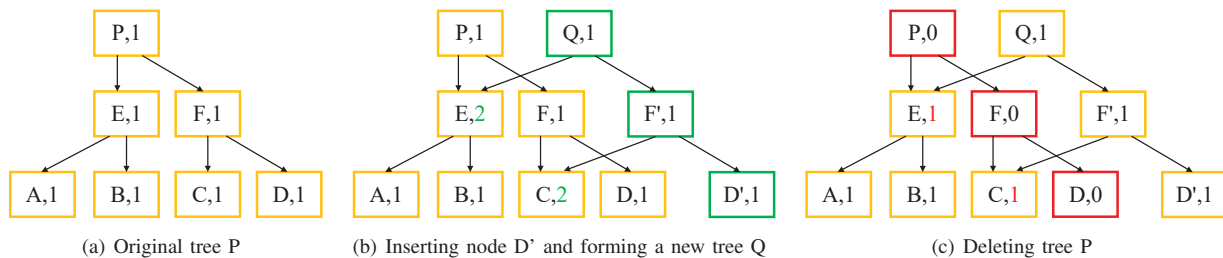 P,1
E,1 F,1
A,1 B,1 C,1 D,1
(a) Original tree P
P,1 Q,1
E,2 F,1 F',1
A,1 B,1 C,2 D,1 D',1
(b) Inserting node D’ and forming a new tree Q
P,0 Q,1
E,1 F,0 F',1
A,1 B,1 C,1 D,0 D',1
(c) Deleting tree P